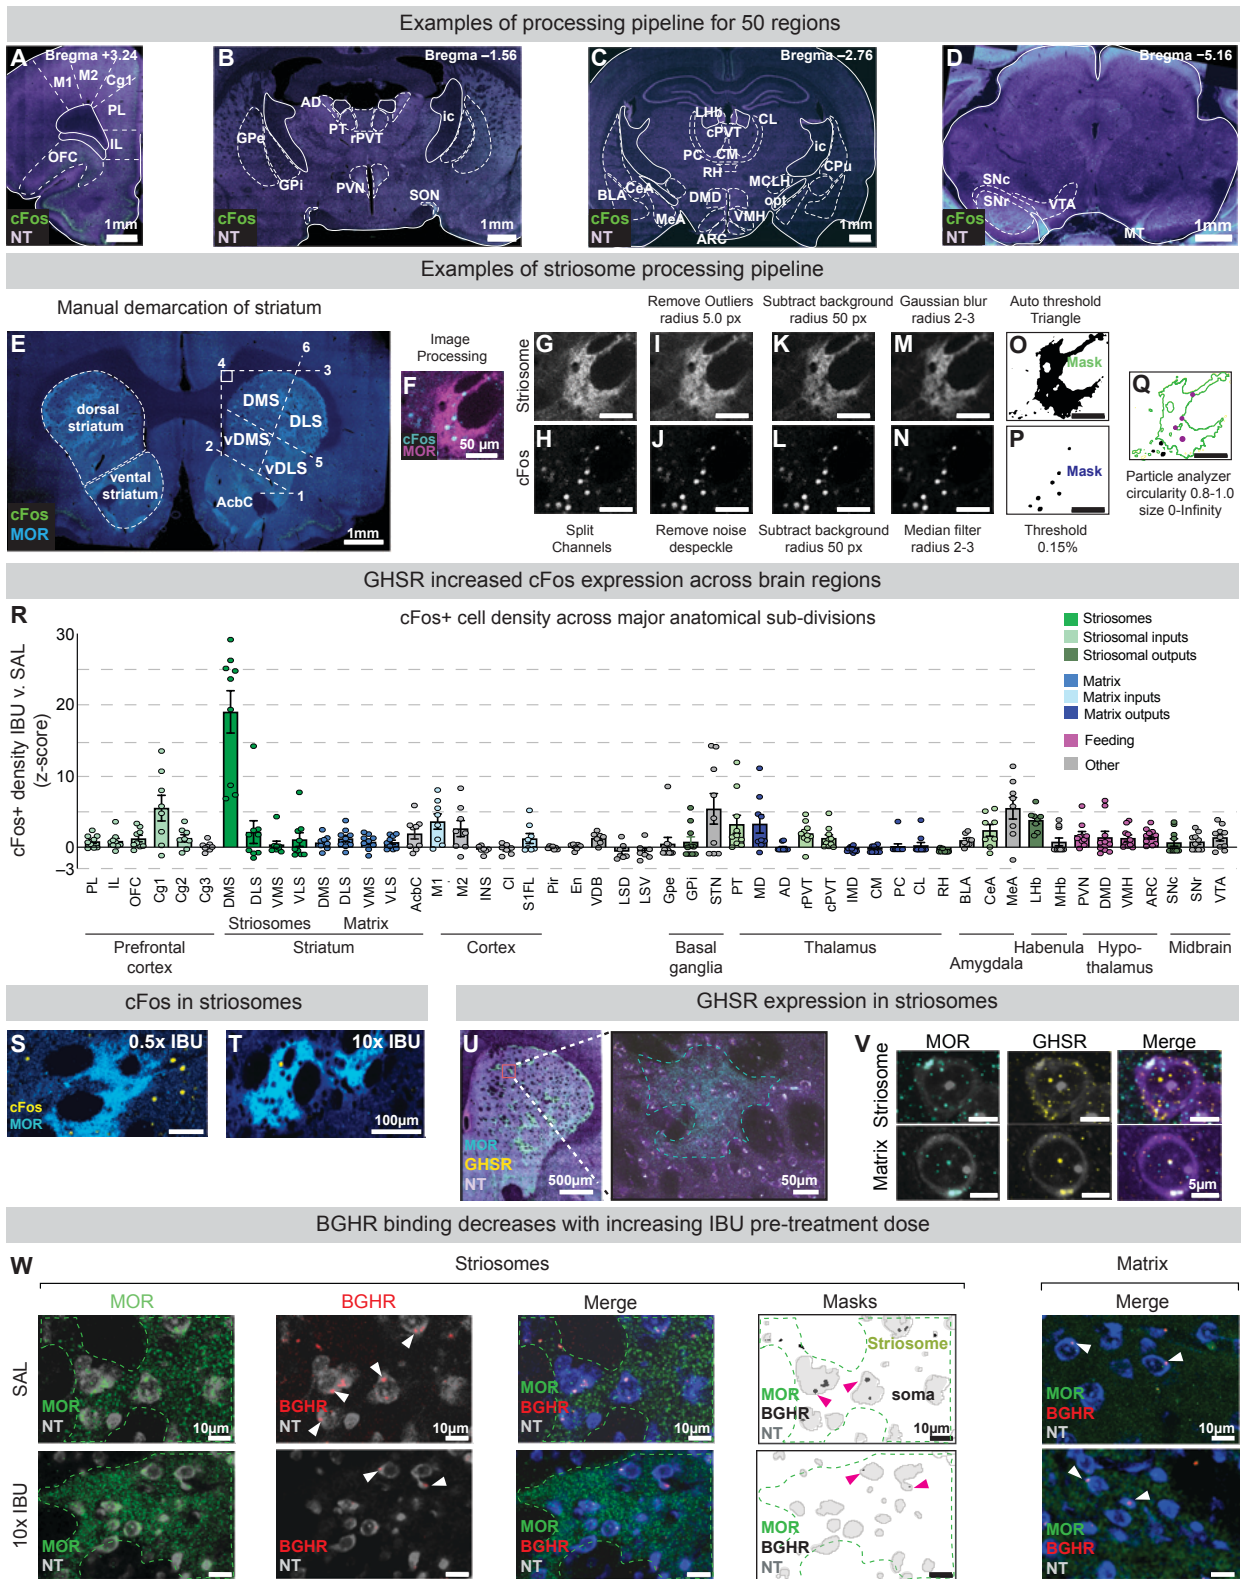 Examples of processing pipeline for 50 regions
A
Bregma +3.24
M1
M2
Cg1
PL
IL
OFC
cFos
NT
1mm
B
Bregma −1.56
AD
PT
rPVT
ic
GPe
GPi
PVN
SON
cFos
NT
1mm
C
Bregma −2.76
LHb
CL
cPVT
PC
CM
RH
ic
CPu
BLA
CeA
DMD
MCLH
opt
MeA
VMH
ARC
cFos
NT
1mm
D
Bregma −5.16
SNc
SNr
VTA
MT
cFos
NT
1mm
Examples of striosome processing pipeline
Manual demarcation of striatum
E
6
4
3
DMS
DLS
dorsal
striatum
vDMS
2
5
vDLS
vental
striatum
AcbC
1
cFos
MOR
1mm
Image
Processing
F
cFos
MOR
50 µm
Remove Outliers
radius 5.0 px
Subtract background
radius 50 px
Gaussian blur
radius 2-3
Auto threshold
Triangle
Striosome
G
I
K
M
O
Mask
cFos
H
J
L
N
P
Mask
Q
Split
Channels
Remove noise
despeckle
Subtract background
radius 50 px
Median filter
radius 2-3
Threshold
0.15%
Particle analyzer
circularity 0.8-1.0
size 0-Infinity
GHSR increased cFos expression across brain regions
R
cFos+ cell density across major anatomical sub-divisions
cFos+ density IBU v. SAL
(z-score)
30
20
10
0
−3
Striosomes
Striosomal inputs
Striosomal outputs
Matrix
Matrix inputs
Matrix outputs
Feeding
Other
PL IL OFC Cg1 Cg2 Cg3 DMS DLS VMS VLS DMS DLS VMS VLS AcbC M1 M2 INS Cl S1FL Pir En VDB LSD LSV Gpe GPi STN PT MD AD rPVT cPVT IMD CM PC CL RH BLA CeA MeA LHb MHb PVN DMD VMH ARC SNc SNr VTA
Striosomes Matrix
Prefrontal
cortex
Striatum
Cortex
Basal
ganglia
Thalamus
Amygdala
Habenula
Hypo-
thalamus
Midbrain
cFos in striosomes
GHSR expression in striosomes
S
0.5x IBU
cFos
MOR
T
10x IBU
100µm
U
MOR
GHSR
NT
500µm
50µm
V
MOR
GHSR
Merge
Striosome
Matrix
5µm
BGHR binding decreases with increasing IBU pre-treatment dose
W
Striosomes
Matrix
MOR
BGHR
Merge
Masks
Merge
SAL
MOR
NT
10µm
BGHR
NT
10µm
MOR
BGHR
NT
10µm
Striosome
soma
MOR
BGHR
NT
10µm
MOR
BGHR
NT
10µm
10x IBU
MOR
NT
BGHR
NT
MOR
BGHR
NT
MOR
BGHR
NT
MOR
BGHR
NT